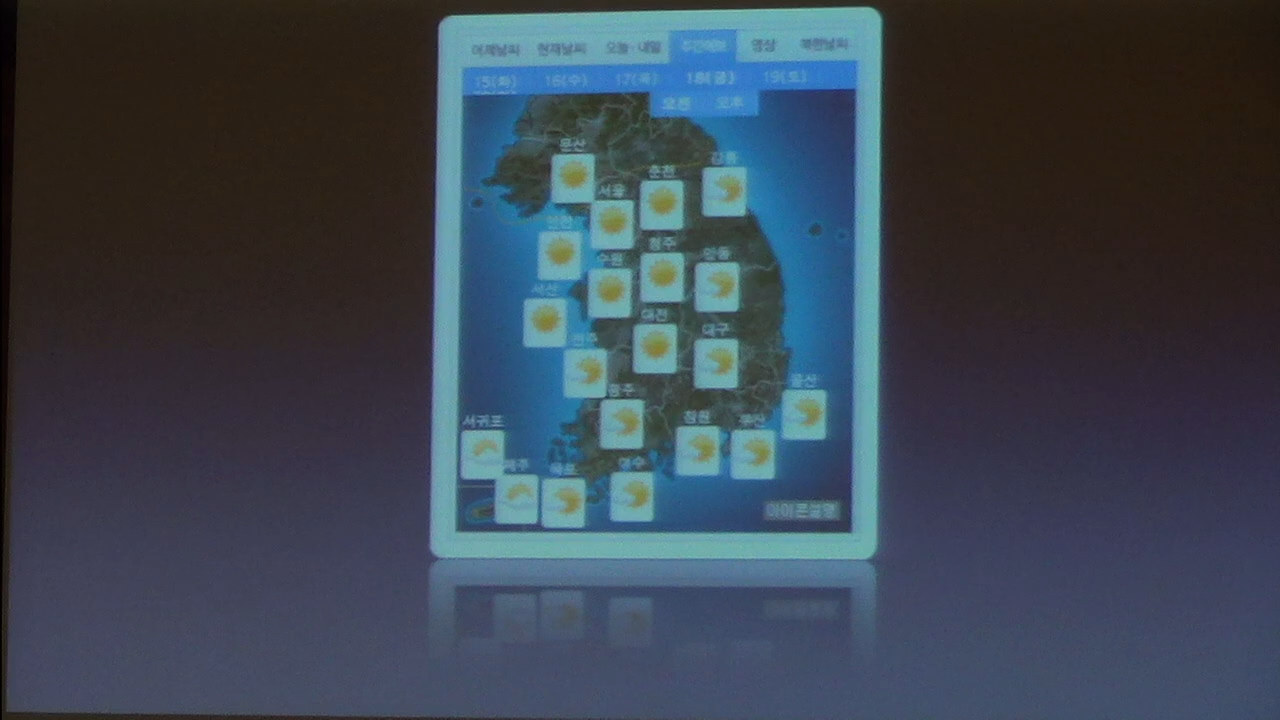 어제날씨 현재날씨 오늘·내일 주간예보 영상 북한날씨
15(화) 16(수) 17(목) 18(금) 19(토)
오전 오후
문산
강릉
춘천
서울
인천
청주
안동
수원
서산
대전
대구
전주
울산
광주
창원
부산
서귀포
제주
목포
여수
아이콘설명